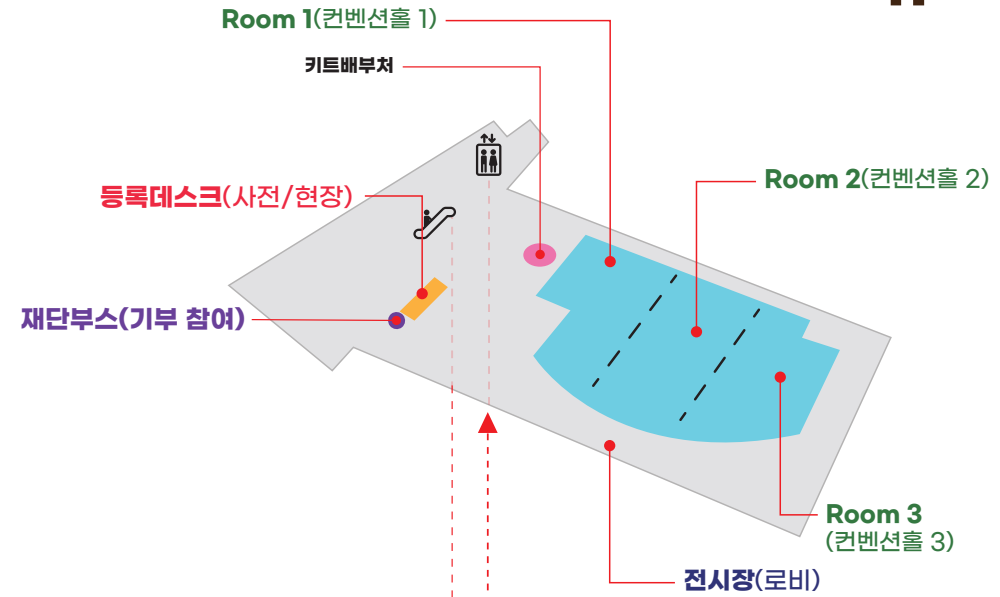 Room 1(컨벤션홀 1)
키트배부처
Room 2(컨벤션홀 2)
등록데스크(사전/현장)
재단부스(기부 참여)
Room 3
(컨벤션홀 3)
전시장(로비)